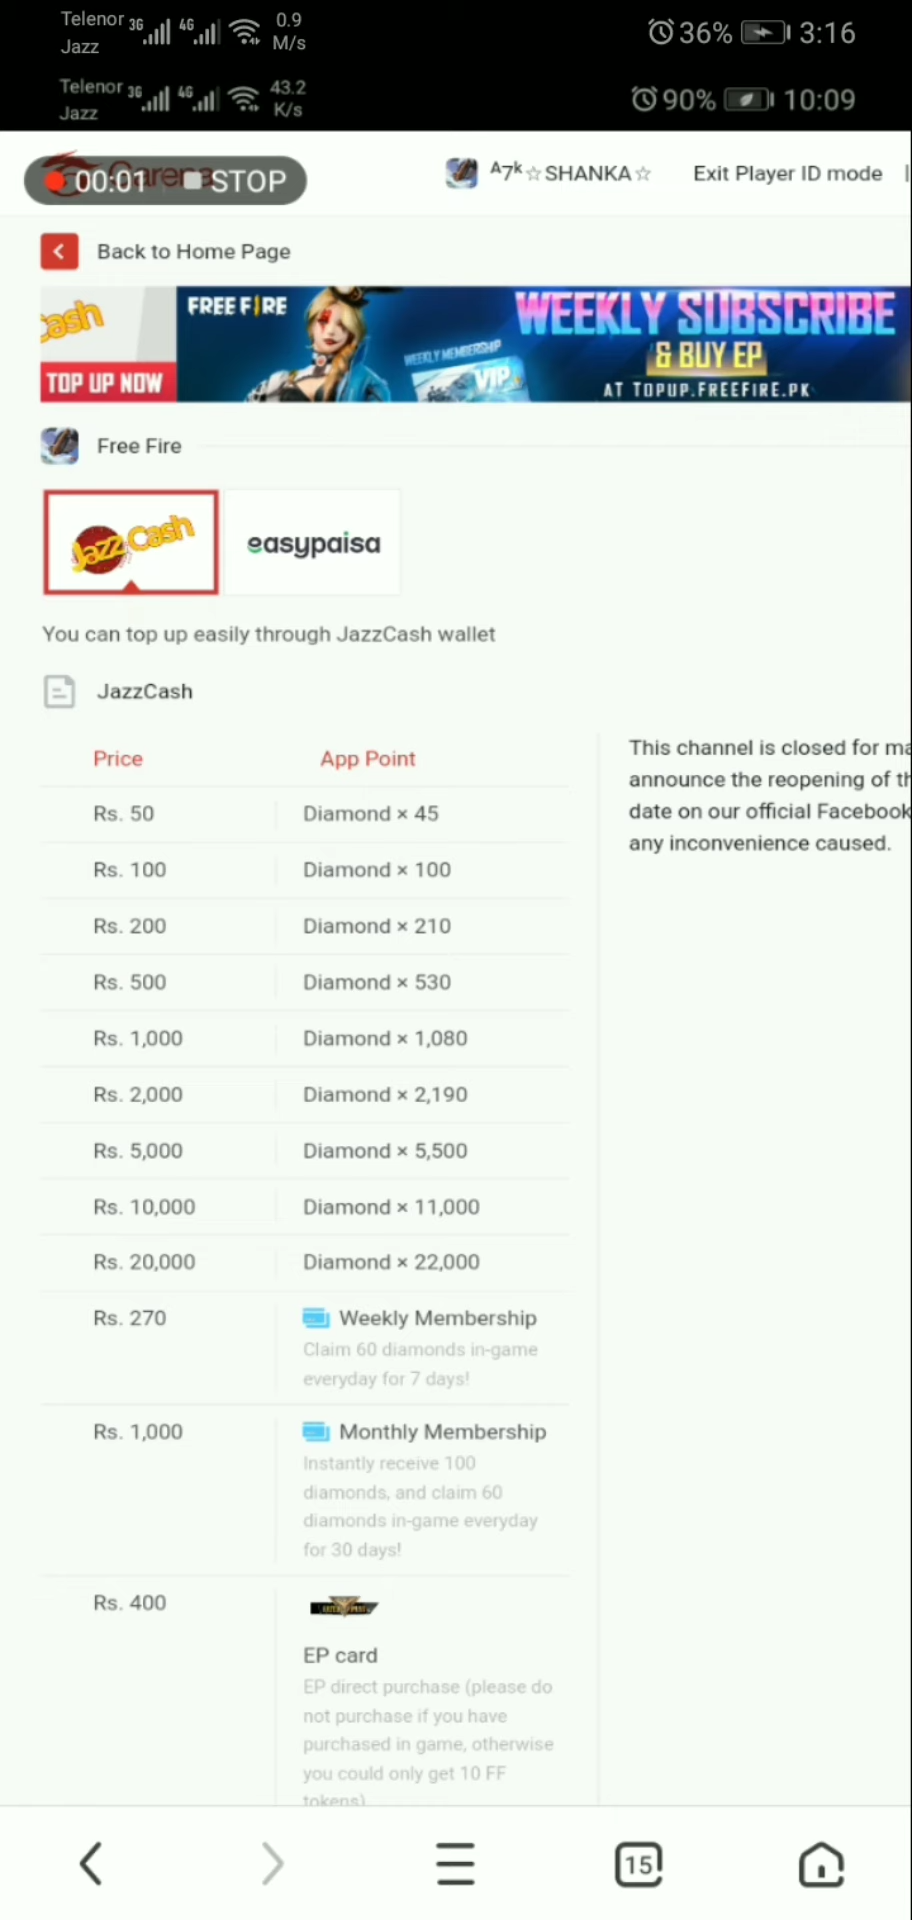 Telenor 3G 4G 0.9 M/s 36% 3:16
Jazz
Telenor 3G 4G 43.2 K/s 90% 10:09
Jazz
00:01 STOP
ᴬ7ᵏ☆SHANKA☆ Exit Player ID mode |
Back to Home Page
Cash
TOP UP NOW
FREE FIRE
WEEKLY MEMBERSHIP
VIP
WEEKLY SUBSCRIBE
& BUY EP
AT TOPUP.FREEFIRE.PK
Free Fire
JazzCash
easypaisa
You can top up easily through JazzCash wallet
JazzCash
Price App Point
Rs. 50 Diamond × 45
Rs. 100 Diamond × 100
Rs. 200 Diamond × 210
Rs. 500 Diamond × 530
Rs. 1,000 Diamond × 1,080
Rs. 2,000 Diamond × 2,190
Rs. 5,000 Diamond × 5,500
Rs. 10,000 Diamond × 11,000
Rs. 20,000 Diamond × 22,000
Rs. 270 Weekly Membership
Claim 60 diamonds in-game
everyday for 7 days!
Rs. 1,000 Monthly Membership
Instantly receive 100
diamonds, and claim 60
diamonds in-game everyday
for 30 days!
Rs. 400
EP card
EP direct purchase (please do
not purchase if you have
purchased in game, otherwise
you could only get 10 FF
tokens)
This channel is closed for ma
announce the reopening of th
date on our official Facebook
any inconvenience caused.
15